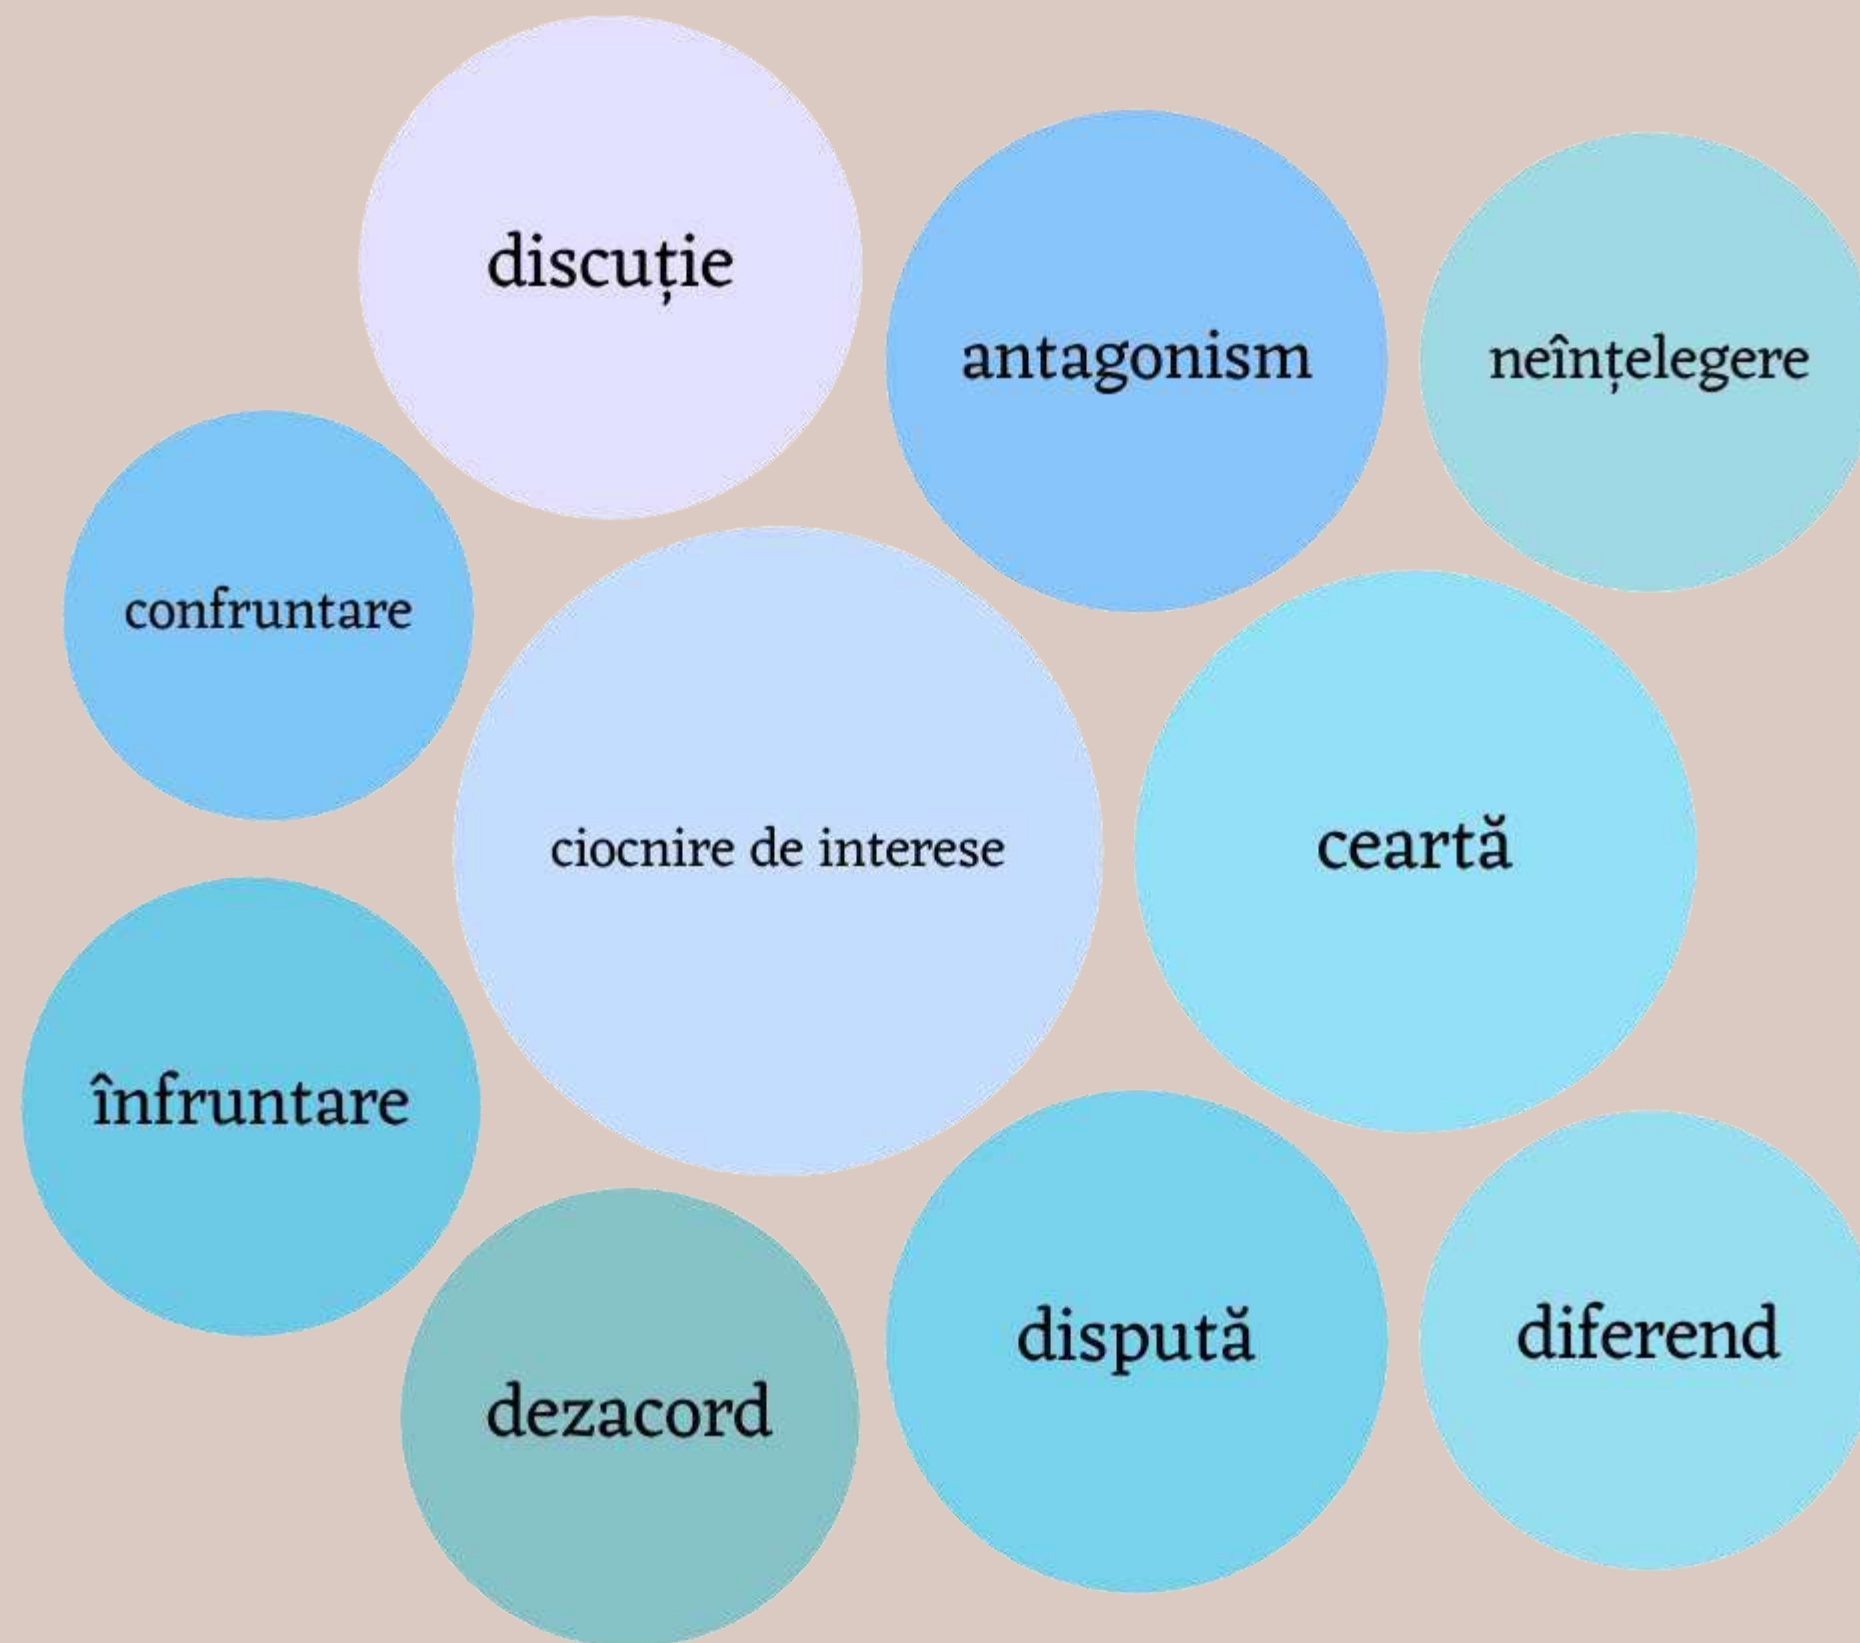 discuție
antagonism
neînțelegere
confruntare
ciocnire de interese
ceartă
înfruntare
dezacord
dispută
diferend